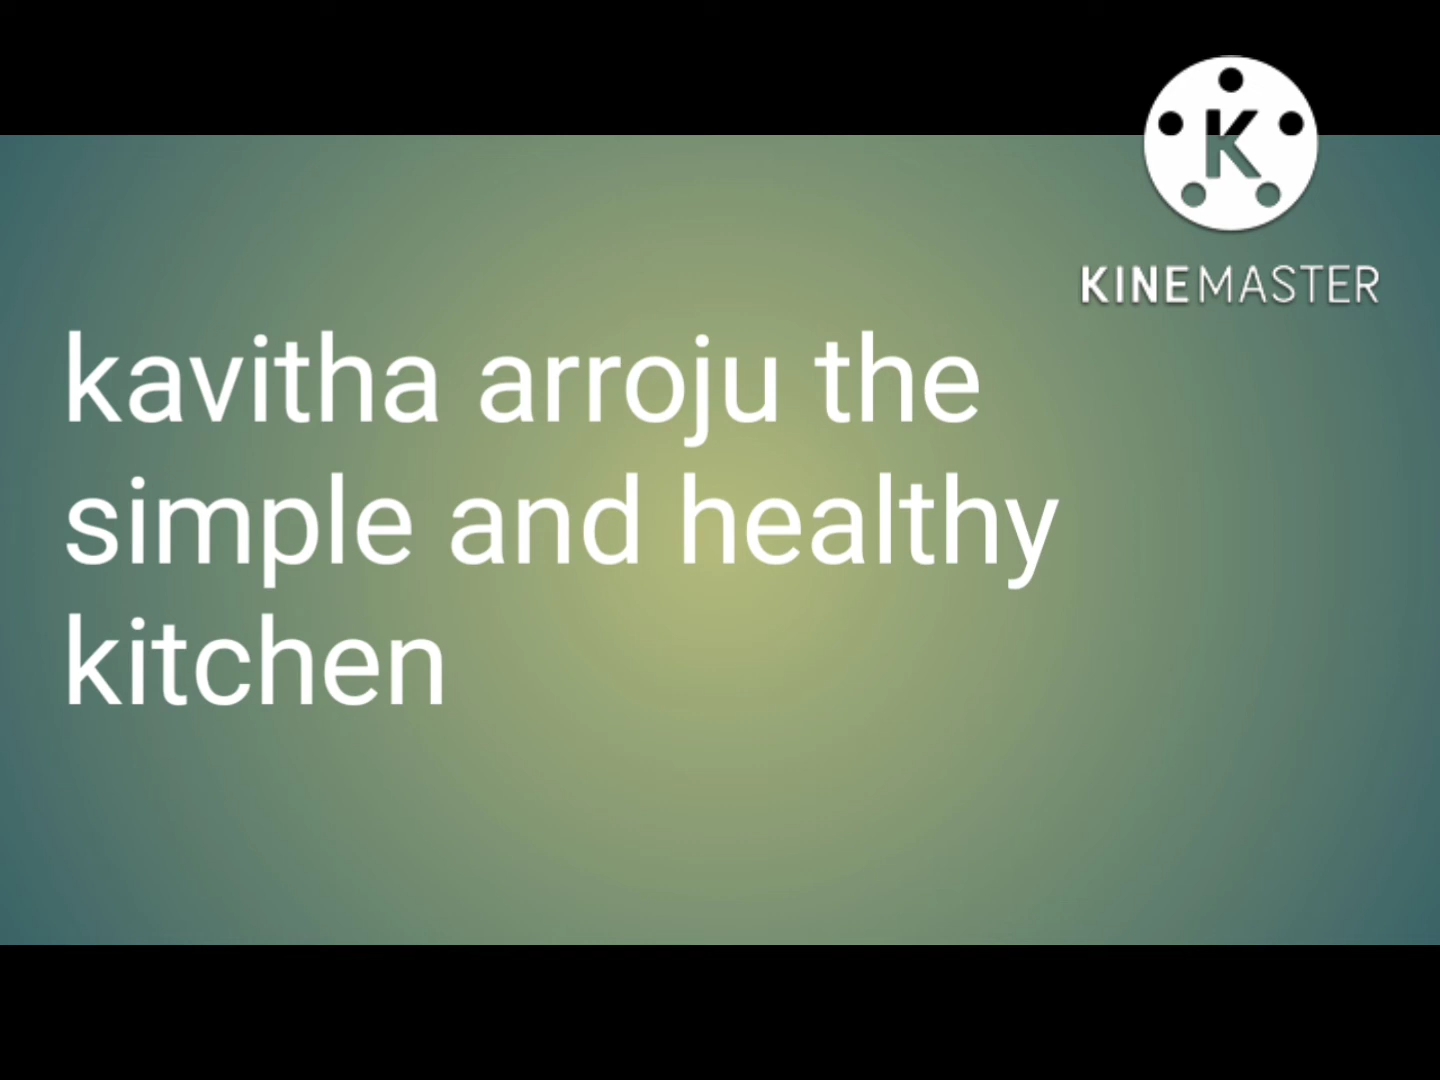 K
KINEMASTER
kavitha arroju the
simple and healthy
kitchen